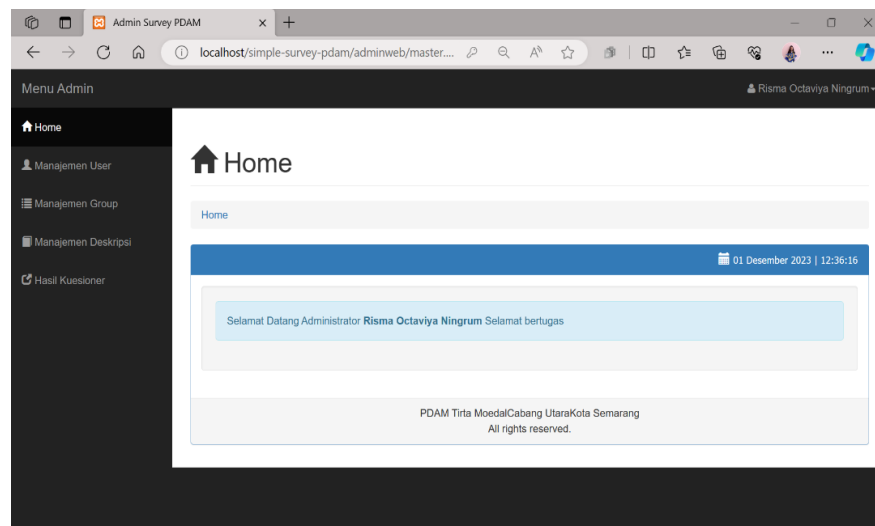 Admin Survey PDAM
localhost/simple-survey-pdam/adminweb/master....
Menu Admin
Risma Octaviya Ningrum
Home
Manajemen User
Manajemen Group
Manajemen Deskripsi
Hasil Kuesioner
Home
Home
01 Desember 2023 | 12:36:16
Selamat Datang Administrator Risma Octaviya Ningrum Selamat bertugas
PDAM Tirta MoedalCabang UtaraKota Semarang
All rights reserved.